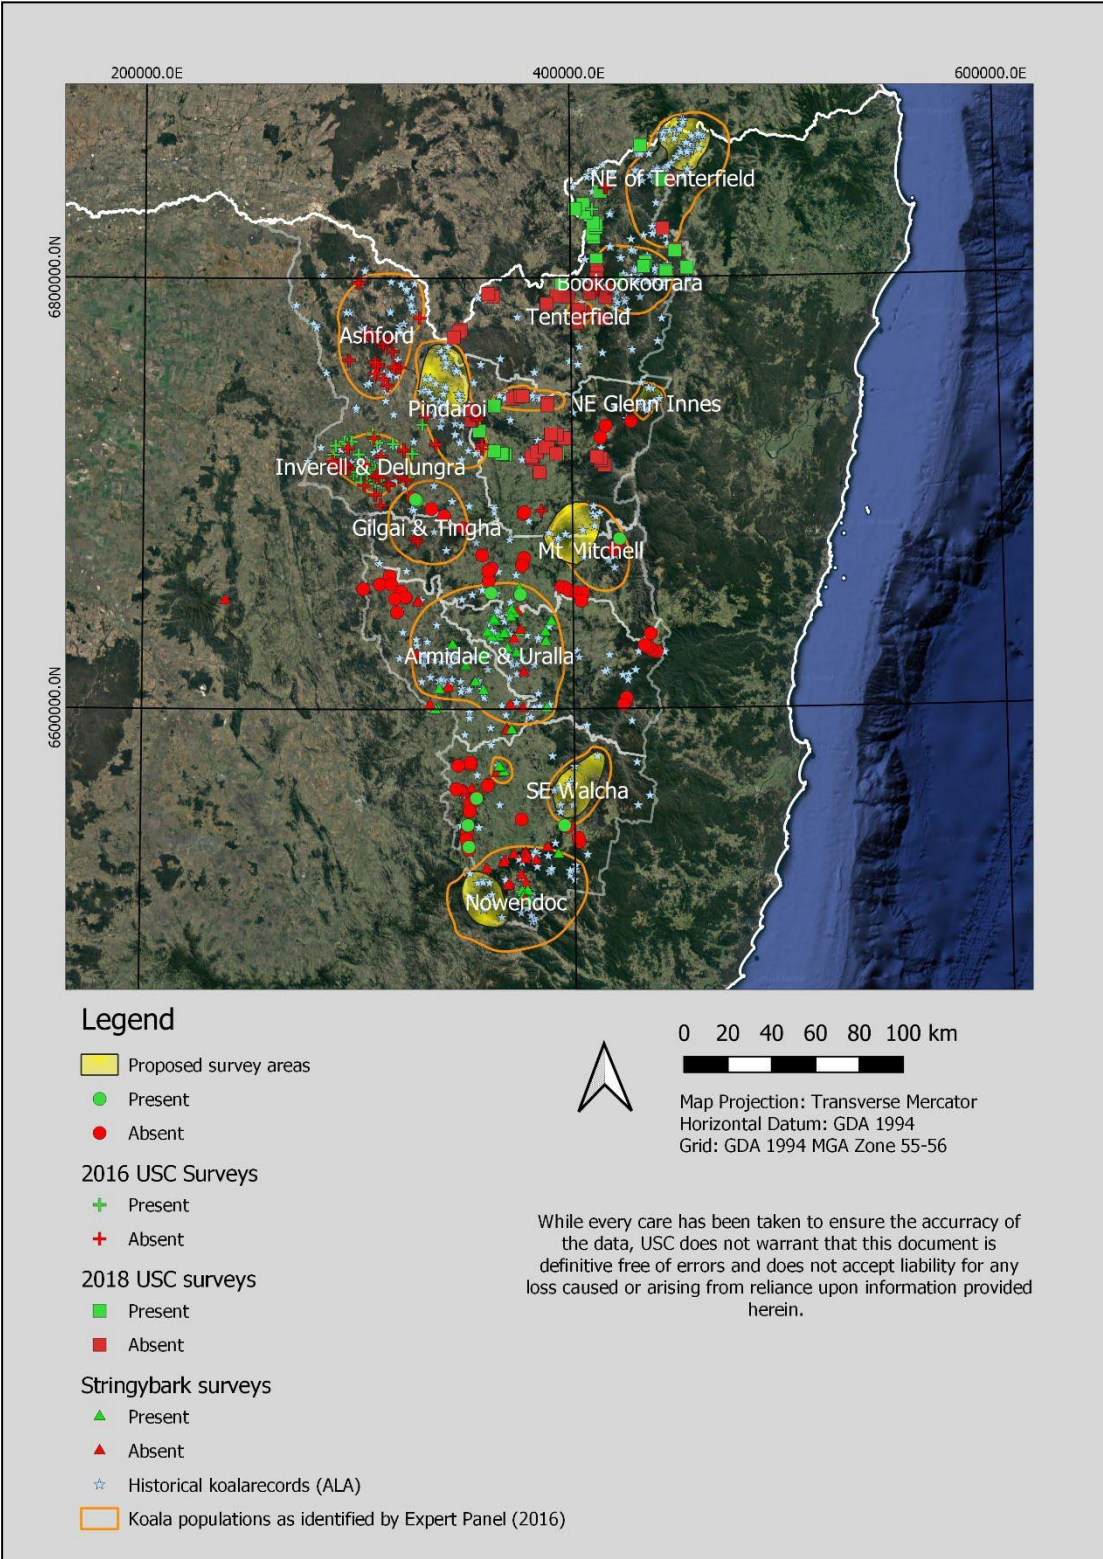 200000.0E
400000.0E
600000.0E
6800000.0N
6600000.0N
NE of Tenterfield
Bookookoorara
Tenterfield
Ashford
Pindaroi
NE Glenn Innes
Inverell & Delungra
Gilgai & Tingha
Mt Mitchell
Armidale & Uralla
SE Walcha
Nowendoc
Legend
Proposed survey areas
Present
Absent
2016 USC Surveys
Present
Absent
2018 USC surveys
Present
Absent
Stringybark surveys
Present
Absent
Historical koalarecords (ALA)
Koala populations as identified by Expert Panel (2016)
0 20 40 60 80 100 km
Map Projection: Transverse Mercator
Horizontal Datum: GDA 1994
Grid: GDA 1994 MGA Zone 55-56
While every care has been taken to ensure the accurracy of
the data, USC does not warrant that this document is
definitive free of errors and does not accept liability for any
loss caused or arising from reliance upon information provided
herein.